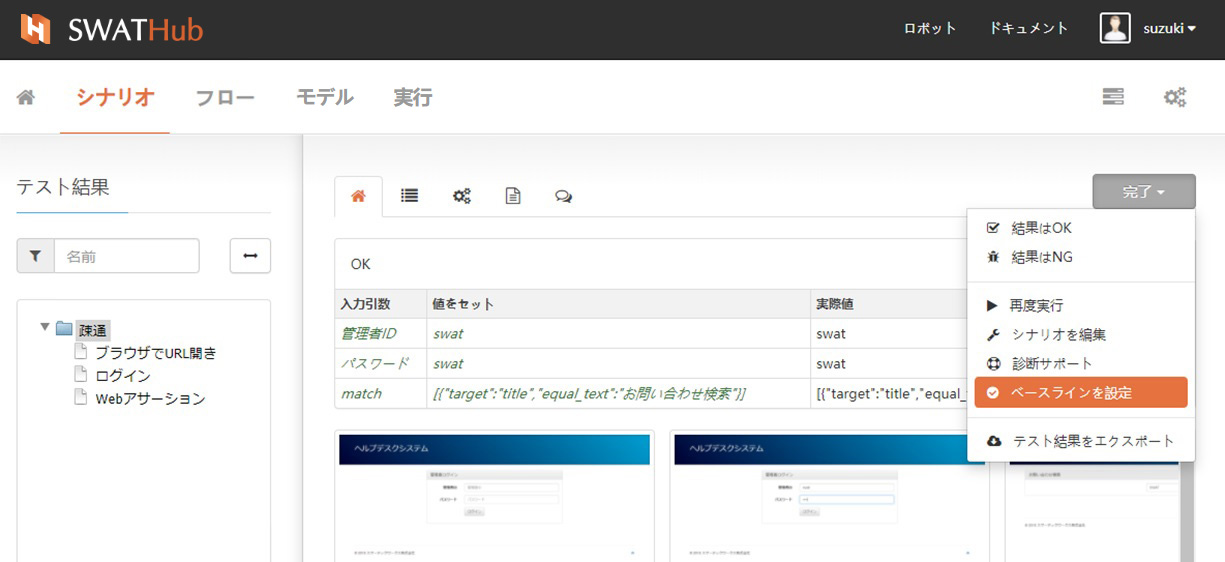 SWATHub
ロボット ドキュメント suzuki
シナリオ フロー モデル 実行
テスト結果
名前
疎通
ブラウザでURL開き
ログイン
Webアサーション
完了
結果はOK
結果はNG
再度実行
シナリオを編集
診断サポート
ベースラインを設定
テスト結果をエクスポート
OK
入力引数 値をセット 実際値
管理者ID swat swat
パスワード swat swat
match [{"target":"title","equal_text":"お問い合わせ検索"}] [{"target":"title","equal_
ヘルプデスクシステム ヘルプデスクシステム